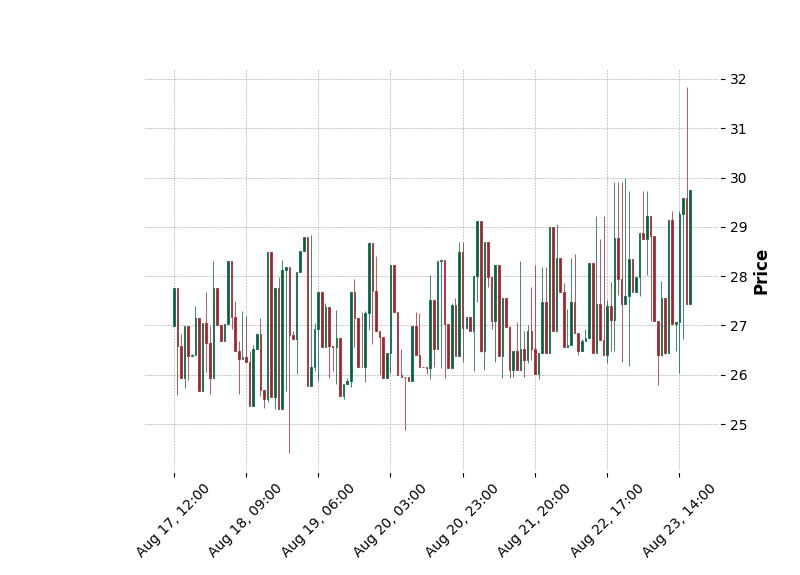 32
31
30
29
28
27
26
25
Price
Aug 17, 12:00
Aug 18, 09:00
Aug 19, 06:00
Aug 20, 03:00
Aug 20, 23:00
Aug 21, 20:00
Aug 22, 17:00
Aug 23, 14:00